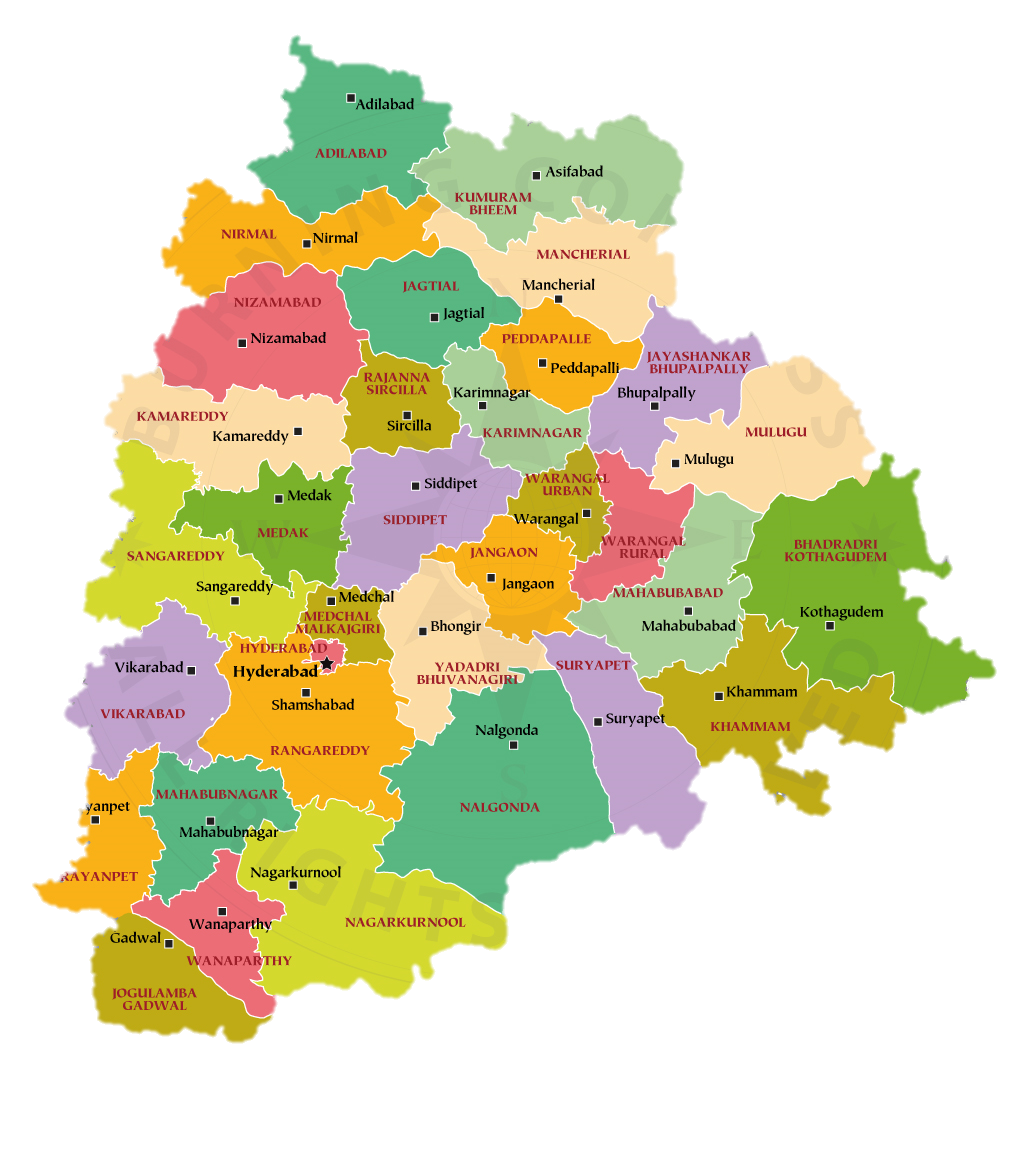 Adilabad
ADILABAD
Asifabad
KUMURAM
BHEEM
NIRMAL
Nirmal
MANCHERIAL
Mancherial
JAGTIAL
Jagtial
NIZAMABAD
Nizamabad
PEDDAPALLE
Peddapalli
JAYASHANKAR
BHUPALPALLY
Bhupalpally
RAJANNA
SIRCILLA
Sircilla
Karimnagar
KARIMNAGAR
KAMAREDDY
Kamareddy
MULUGU
Mulugu
Siddipet
SIDDIPET
Medak
MEDAK
WARANGAL
URBAN
Warangal
WARANGAL
RURAL
JANGAON
Jangaon
BHADRADRI
KOTHAGUDEM
Kothagudem
SANGAREDDY
Sangareddy
MAHABUBABAD
Mahabubabad
Medchal
MEDCHAL
MALKAJGIRI
Bhongir
YADADRI
BHUVANAGIRI
HYDERABAD
Hyderabad
Shamshabad
RANGAREDDY
Vikarabad
VIKARABAD
SURYAPET
Suryapet
Khammam
KHAMMAM
Nalgonda
NALGONDA
MAHABUBNAGAR
Mahabubnagar
yanpet
RAYANPET
Nagarkurnool
NAGARKURNOOL
Wanaparthy
WANAPARTHY
Gadwal
JOGULAMBA
GADWAL